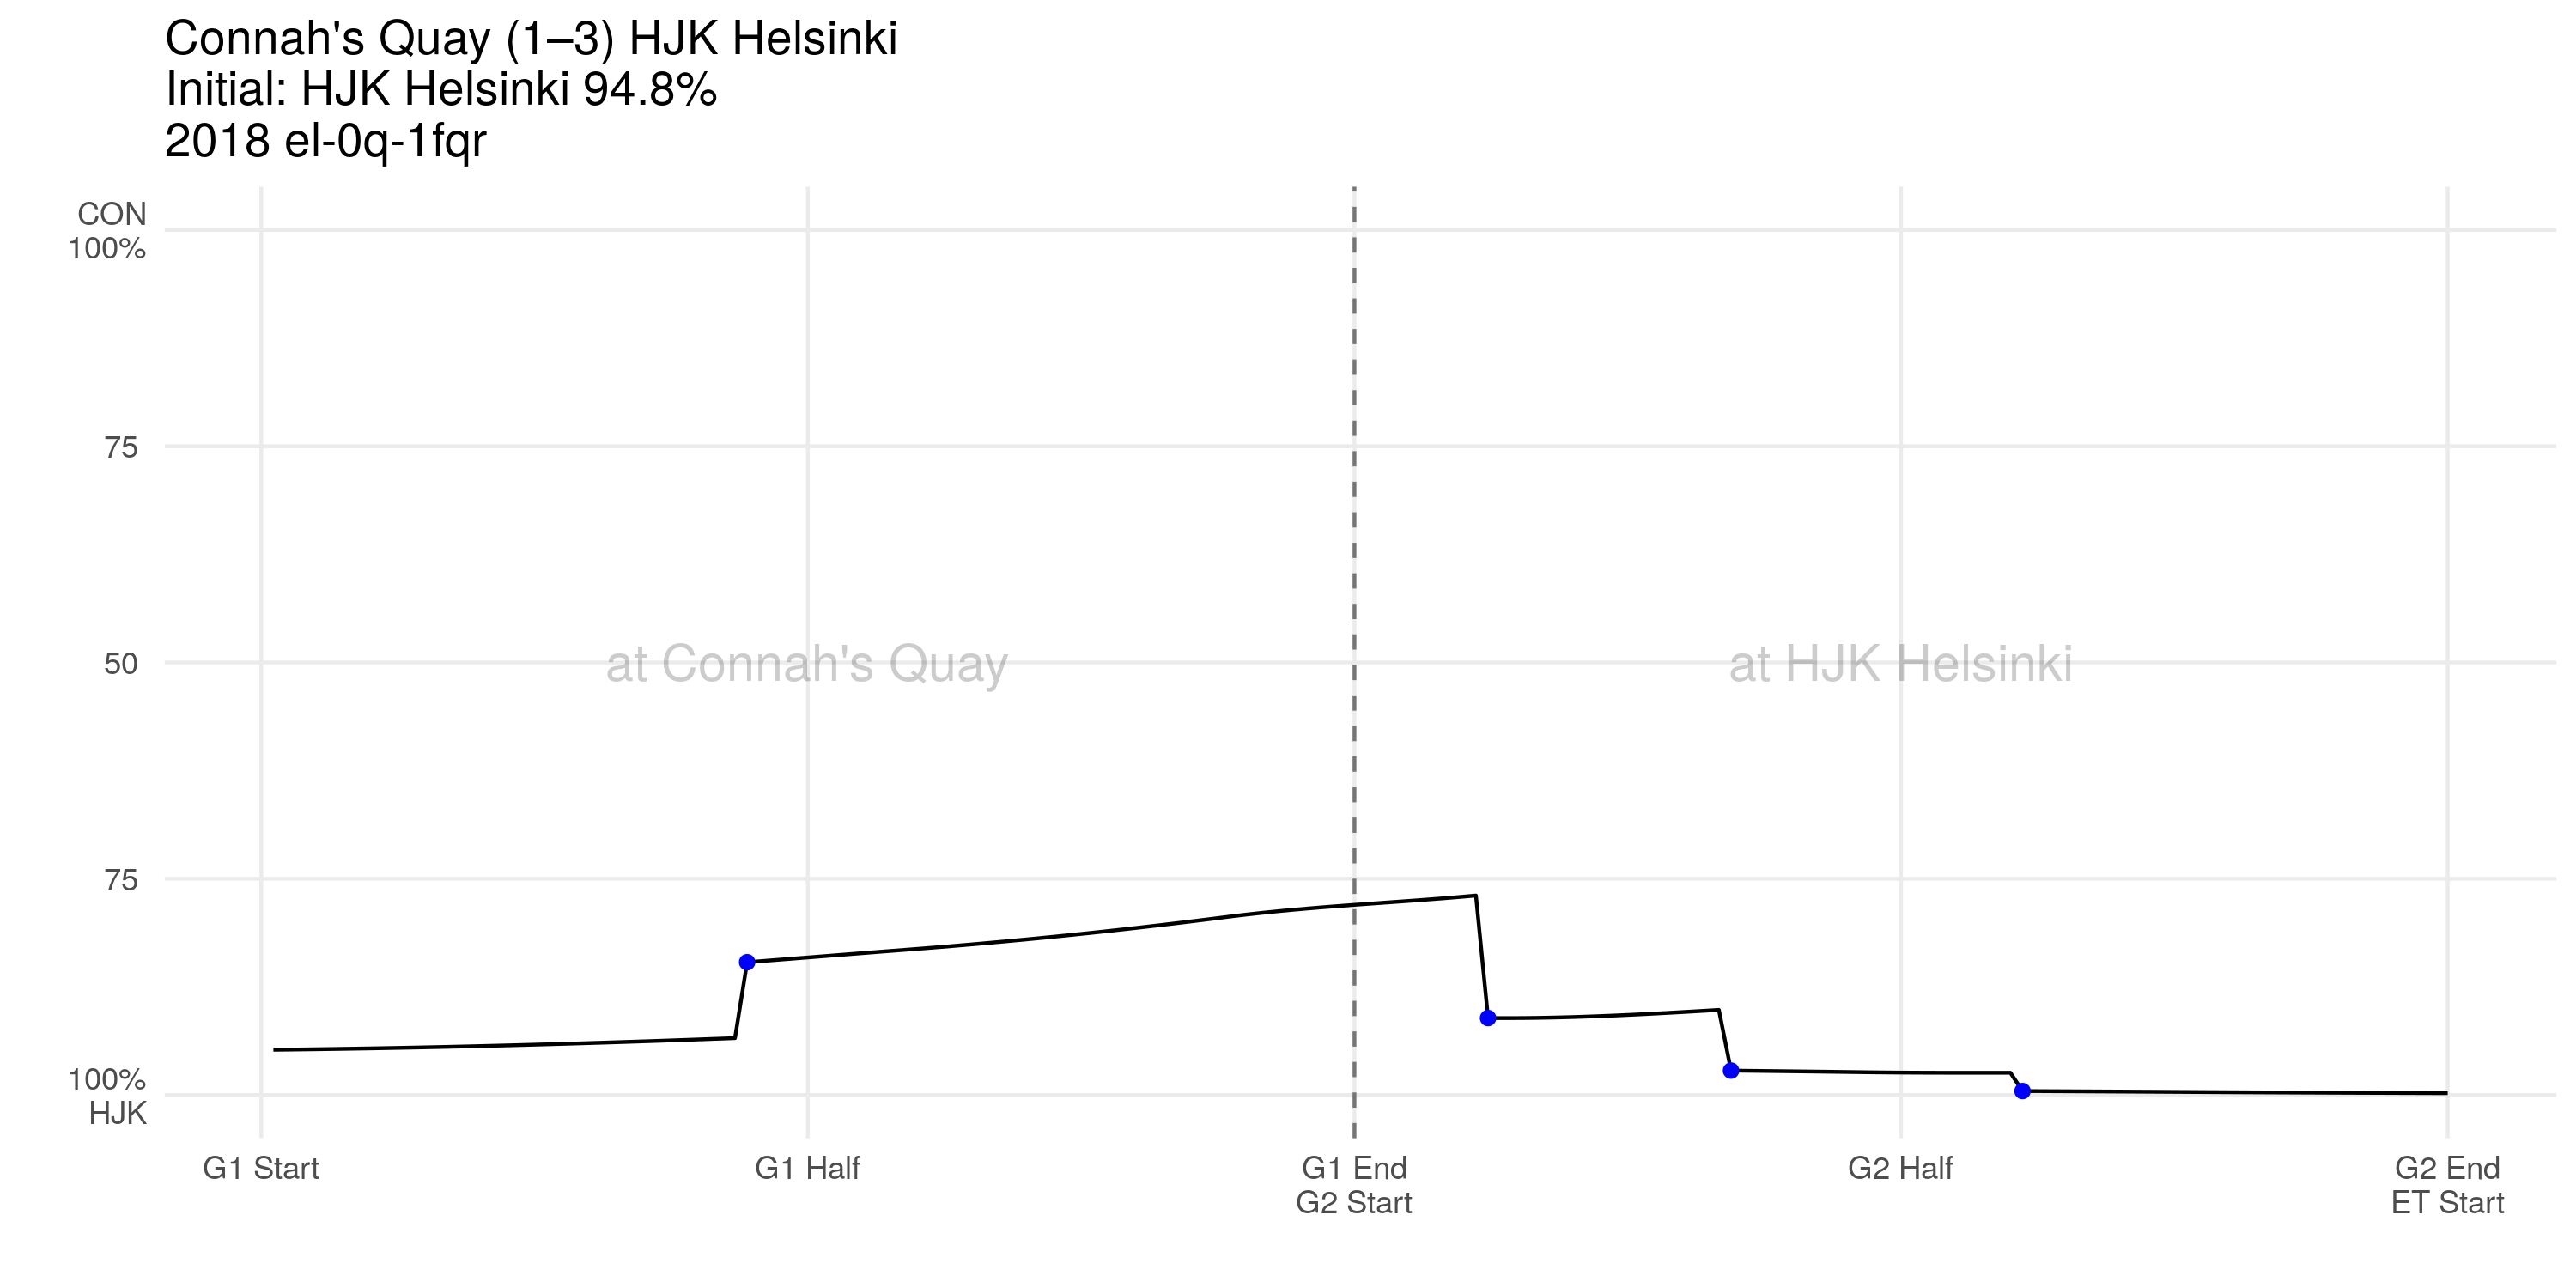 Connah's Quay (1–3) HJK Helsinki
Initial: HJK Helsinki 94.8%
2018 el-0q-1fqr
CON
100%
75
50
75
100%
HJK
at Connah's Quay
at HJK Helsinki
G1 Start
G1 Half
G1 End
G2 Start
G2 Half
G2 End
ET Start